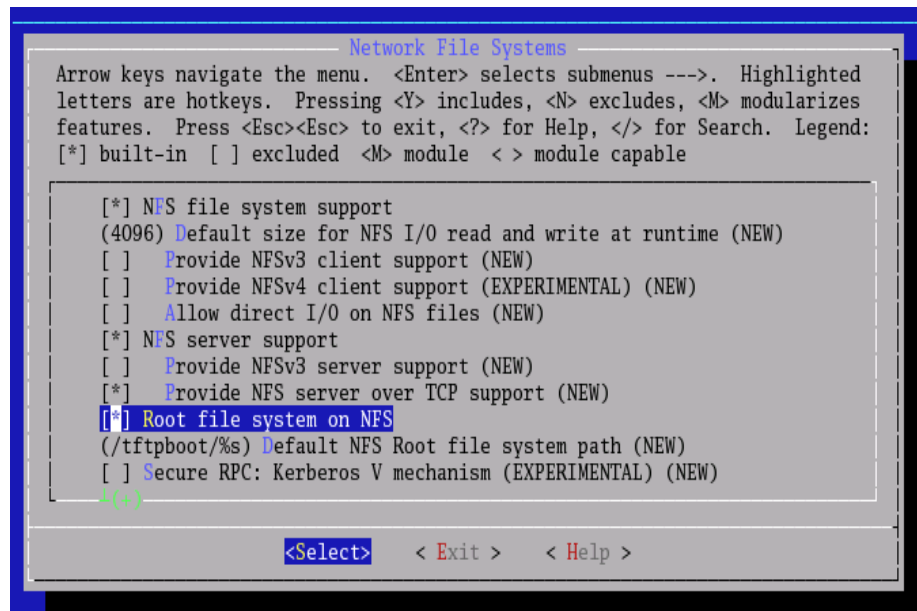 Network File Systems
Arrow keys navigate the menu.  <Enter> selects submenus --->.  Highlighted
letters are hotkeys.  Pressing <Y> includes, <N> excludes, <M> modularizes
features.  Press <Esc><Esc> to exit, <?> for Help, </> for Search.  Legend:
[*] built-in  [ ] excluded  <M> module  < > module capable
[*] NFS file system support
(4096) Default size for NFS I/O read and write at runtime (NEW)
[ ]   Provide NFSv3 client support (NEW)
[ ]   Provide NFSv4 client support (EXPERIMENTAL) (NEW)
[ ]   Allow direct I/O on NFS files (NEW)
[*] NFS server support
[ ]   Provide NFSv3 server support (NEW)
[*]   Provide NFS server over TCP support (NEW)
[*] Root file system on NFS
(/tftpboot/%s) Default NFS Root file system path (NEW)
[ ] Secure RPC: Kerberos V mechanism (EXPERIMENTAL) (NEW)
(+)
<Select>    < Exit >    < Help >